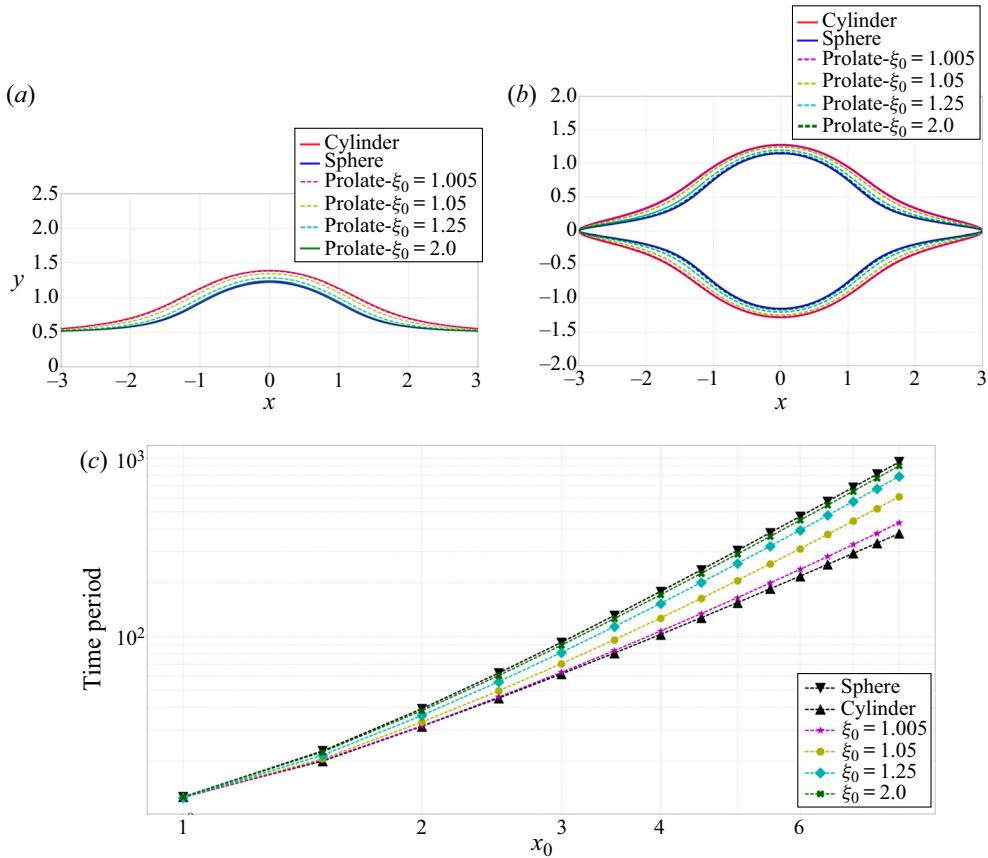 (a)
Cylinder
Sphere
Prolate-ξ0 = 1.005
Prolate-ξ0 = 1.05
Prolate-ξ0 = 1.25
Prolate-ξ0 = 2.0
2.5
2.0
1.5
1.0
0.5
0
y
–3 –2 –1 0 1 2 3
x
(b)
Cylinder
Sphere
Prolate-ξ0 = 1.005
Prolate-ξ0 = 1.05
Prolate-ξ0 = 1.25
Prolate-ξ0 = 2.0
2.0
1.5
1.0
0.5
0
–0.5
–1.0
–1.5
–2.0
–3 –2 –1 0 1 2 3
x
(c)
10^3
10^2
Time period
Sphere
Cylinder
ξ0 = 1.005
ξ0 = 1.05
ξ0 = 1.25
ξ0 = 2.0
1 2 3 4 6
x0